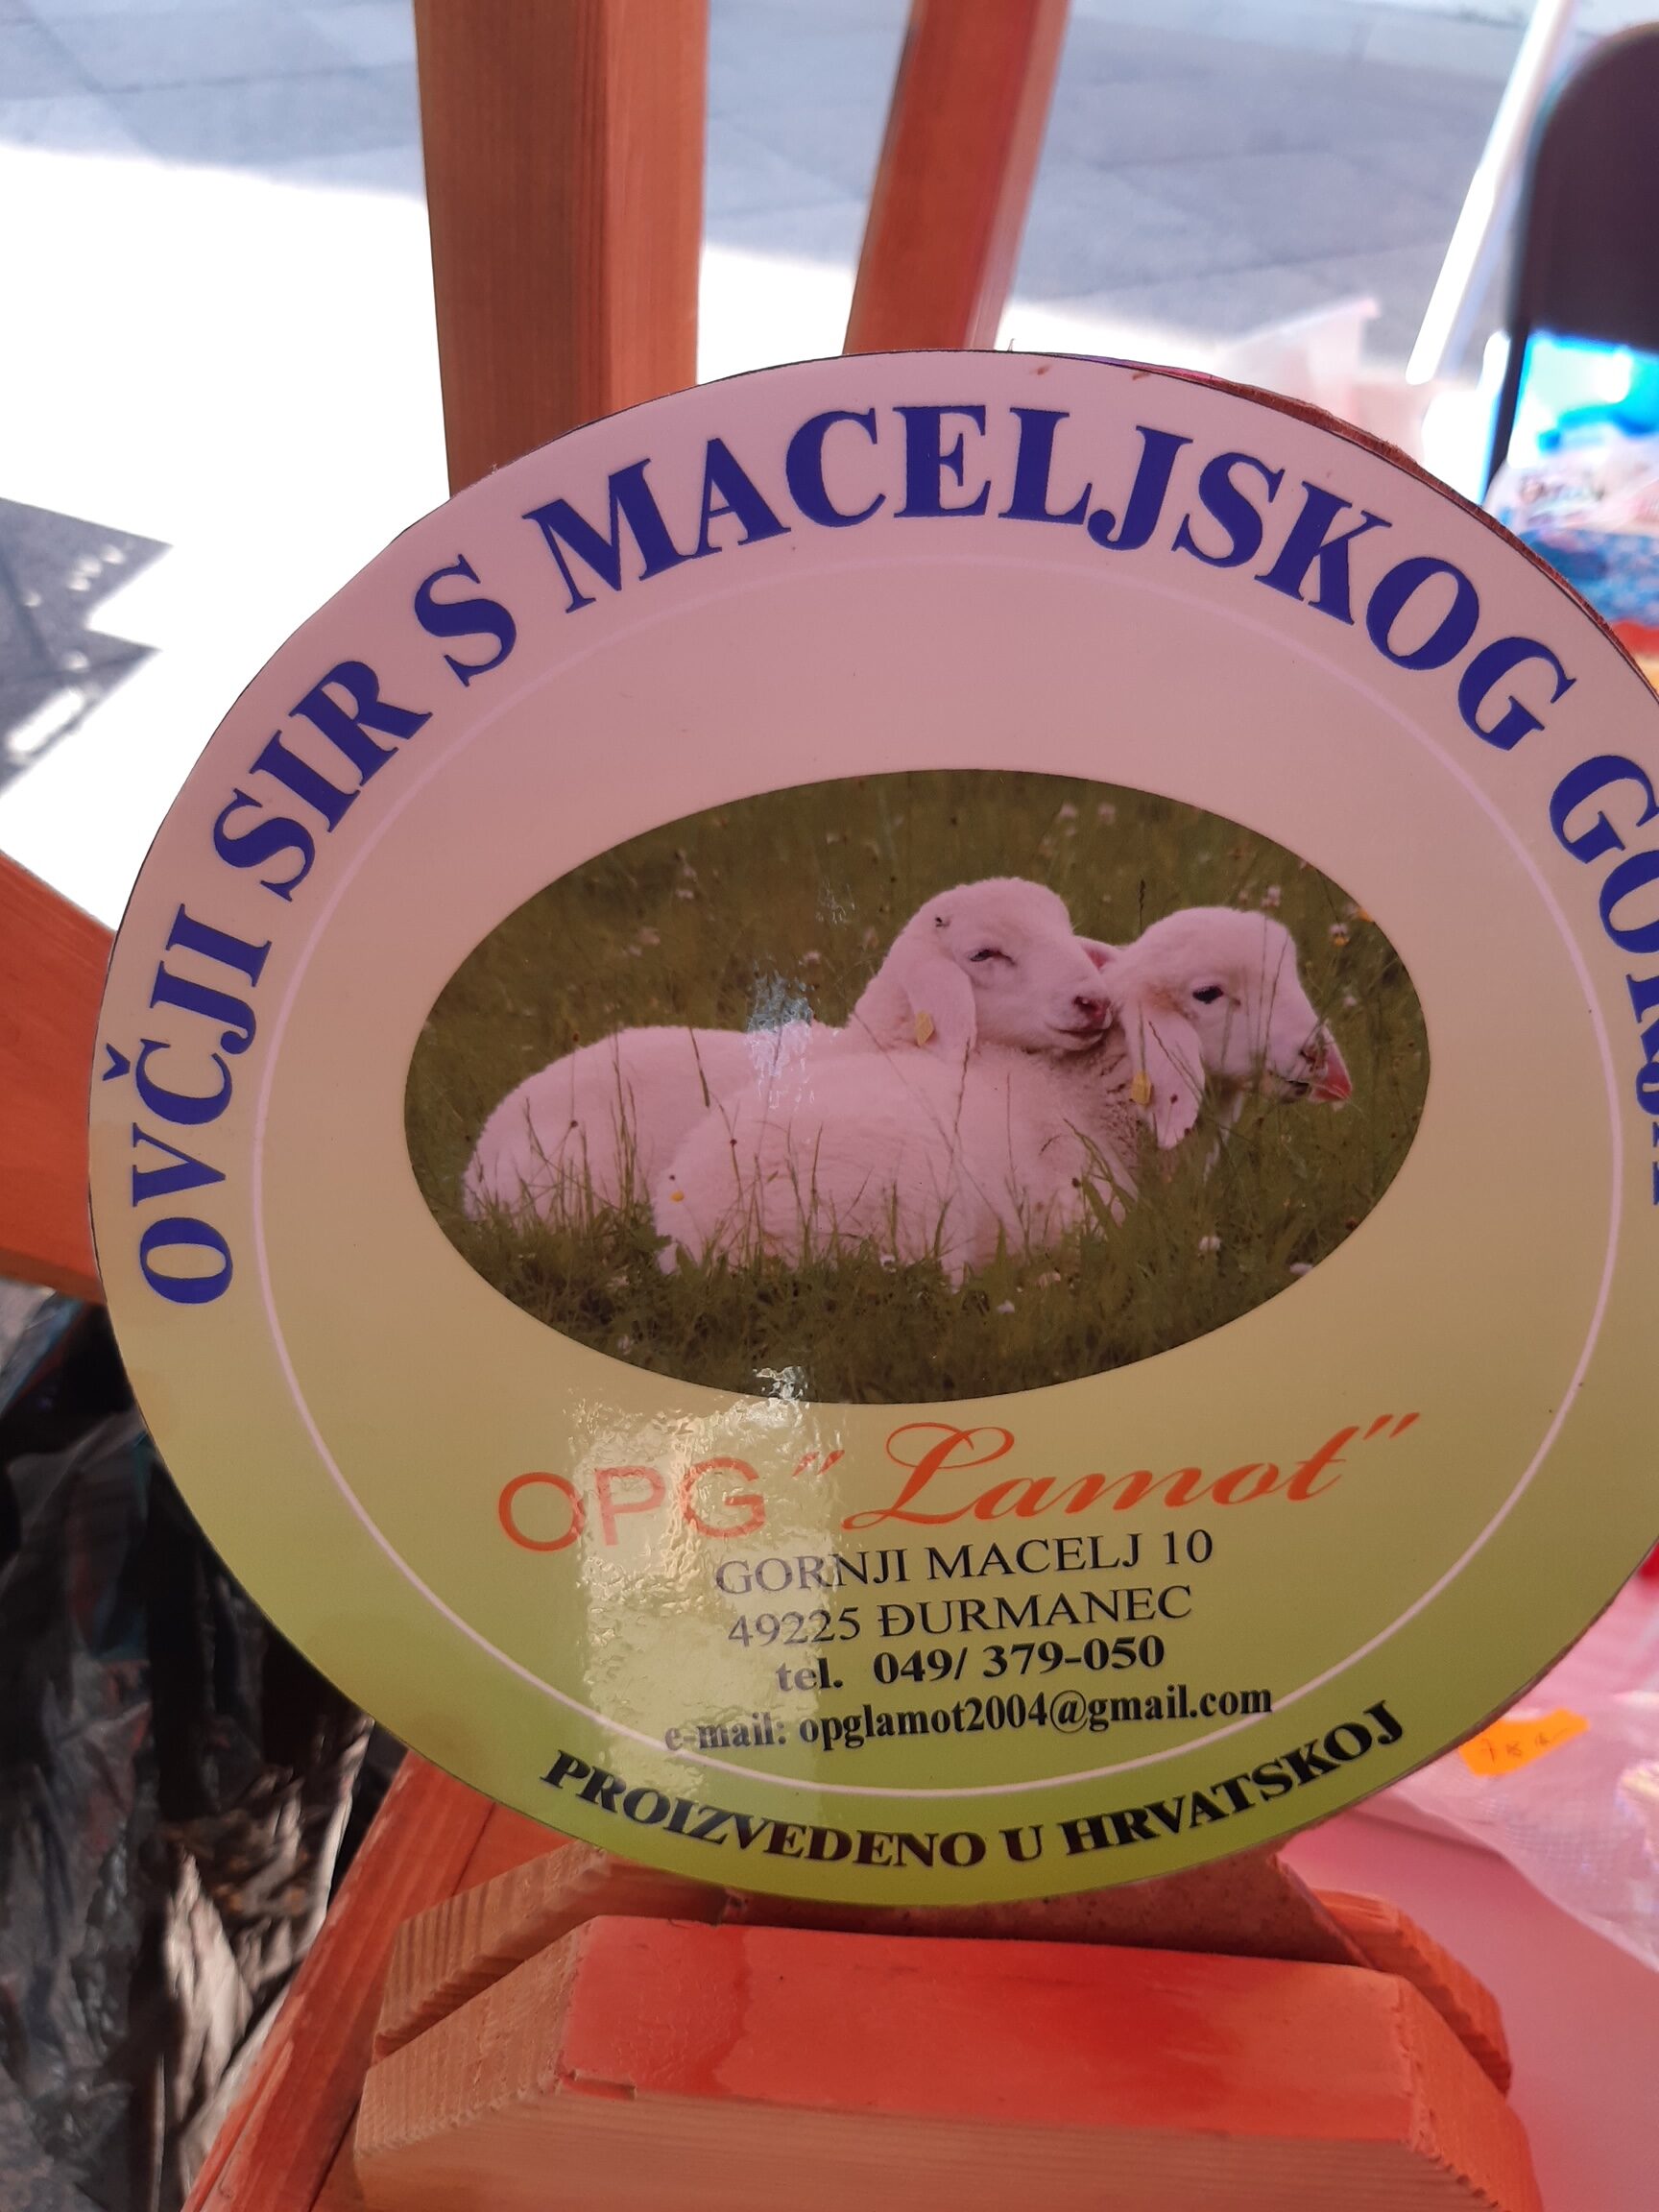 OVČJI SIR S MACELJSKOG
OPG "Lamot"
GORNJI MACELJ 10
49225 ĐURMANEC
tel. 049/ 379-050
e-mail: opglamot2004@gmail.com
PROIZVEDENO U HRVATSKOJ